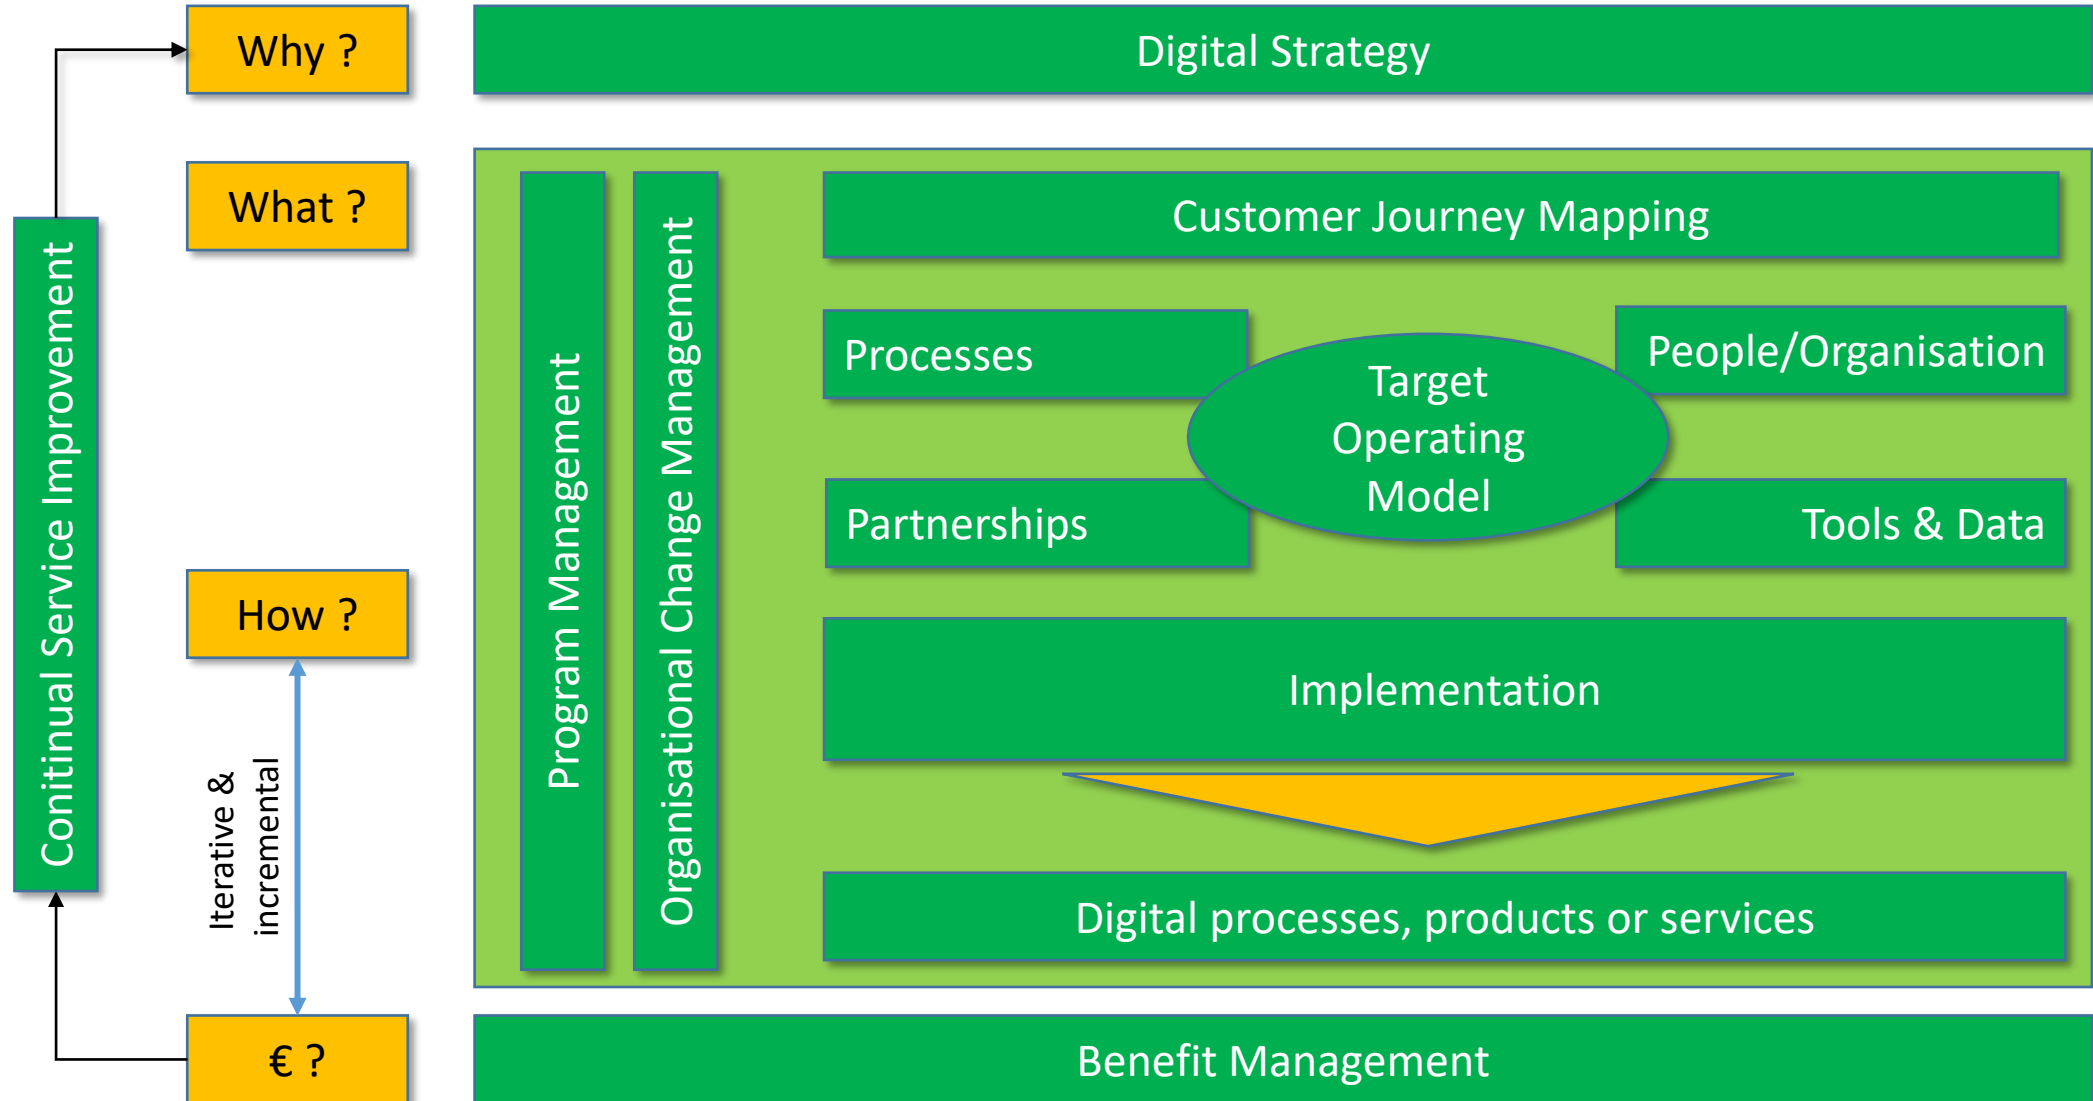 Why ?
Digital Strategy
What ?
Customer Journey Mapping
Conitinual Service Improvement
Program Management
Organisational Change Management
Processes
People/Organisation
Target
Operating
Model
Partnerships
Tools & Data
How ?
Implementation
Iterative &
incremental
Digital processes, products or services
€ ?
Benefit Management